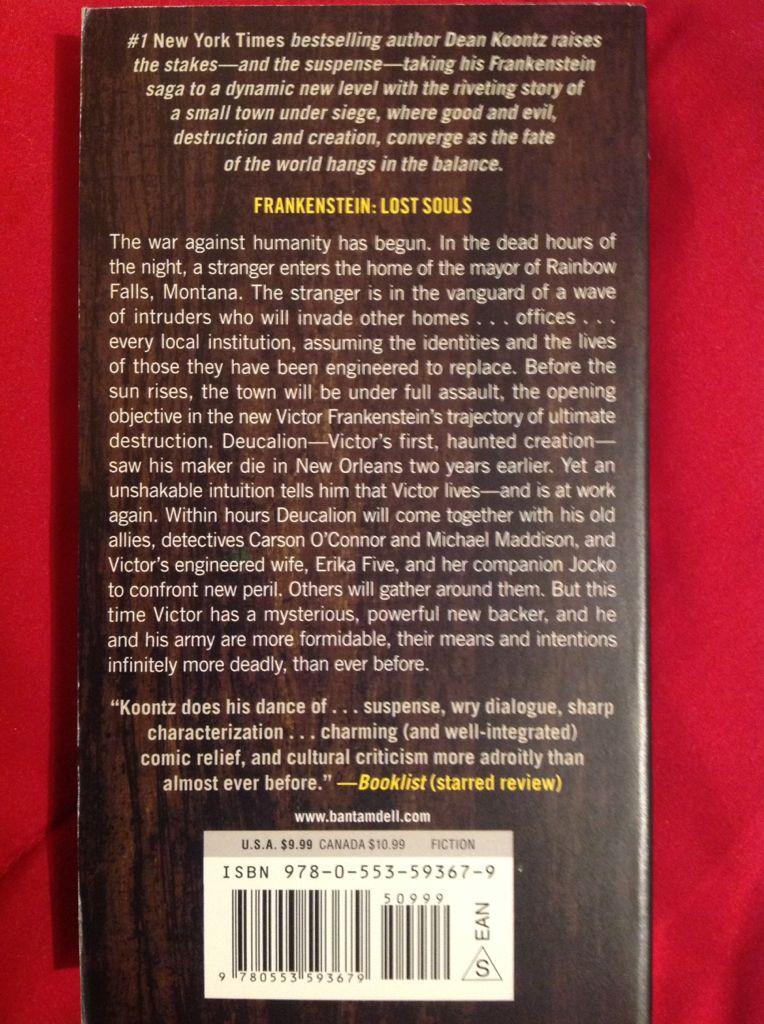 #1 New York Times bestselling author Dean Koontz raises
the stakes—and the suspense—taking his Frankenstein
saga to a dynamic new level with the riveting story of
a small town under siege, where good and evil,
destruction and creation, converge as the fate
of the world hangs in the balance.
FRANKENSTEIN: LOST SOULS
The war against humanity has begun. In the dead hours of
the night, a stranger enters the home of the mayor of Rainbow
Falls, Montana. The stranger is in the vanguard of a wave
of intruders who will invade other homes . . . offices . . .
every local institution, assuming the identities and the lives
of those they have been engineered to replace. Before the
sun rises, the town will be under full assault, the opening
objective in the new Victor Frankenstein's trajectory of ultimate
destruction. Deucalion—Victor's first, haunted creation—
saw his maker die in New Orleans two years earlier. Yet an
unshakable intuition tells him that Victor lives—and is at work
again. Within hours Deucalion will come together with his old
allies, detectives Carson O'Connor and Michael Maddison, and
Victor's engineered wife, Erika Five, and her companion Jocko
to confront new peril. Others will gather around them. But this
time Victor has a mysterious, powerful new backer, and he
and his army are more formidable, their means and intentions
infinitely more deadly, than ever before.
“Koontz does his dance of . . . suspense, wry dialogue, sharp
characterization . . . charming (and well-integrated)
comic relief, and cultural criticism more adroitly than
almost ever before.” —Booklist (starred review)
www.bantamdell.com
U.S.A. $9.99 CANADA $10.99 FICTION
ISBN 978-0-553-59367-9
50999
9 780553 593679
S EAN